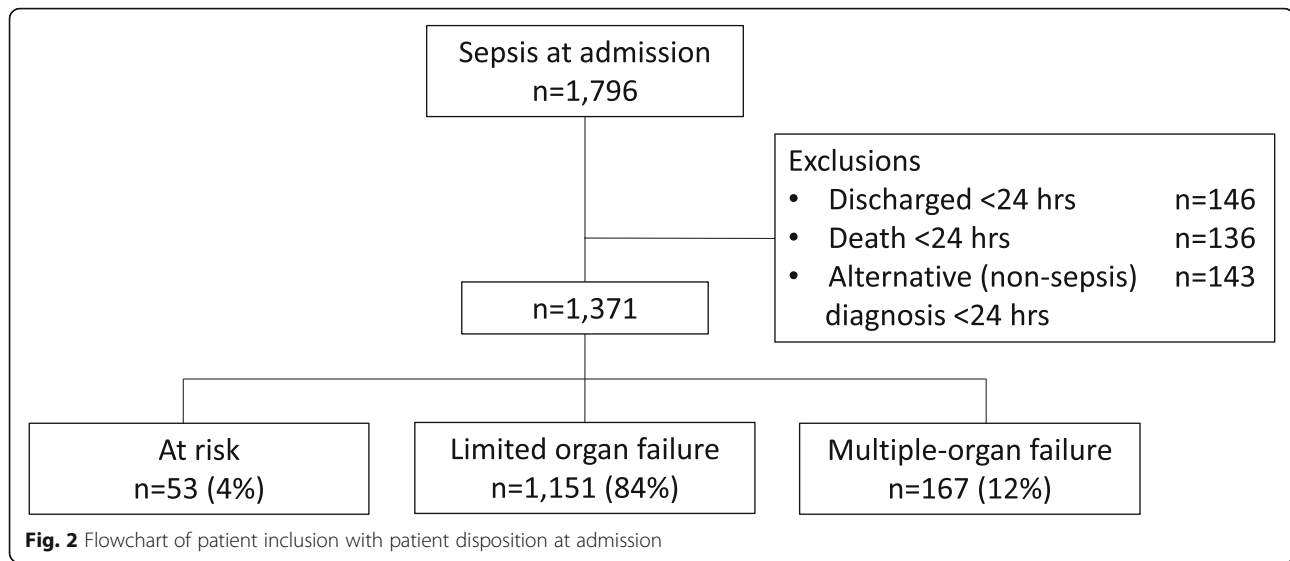 Sepsis at admission
n=1,796
Exclusions
• Discharged <24 hrs n=146
• Death <24 hrs n=136
• Alternative (non-sepsis) n=143
diagnosis <24 hrs
n=1,371
At risk
n=53 (4%)
Limited organ failure
n=1,151 (84%)
Multiple-organ failure
n=167 (12%)
Fig. 2 Flowchart of patient inclusion with patient disposition at admission